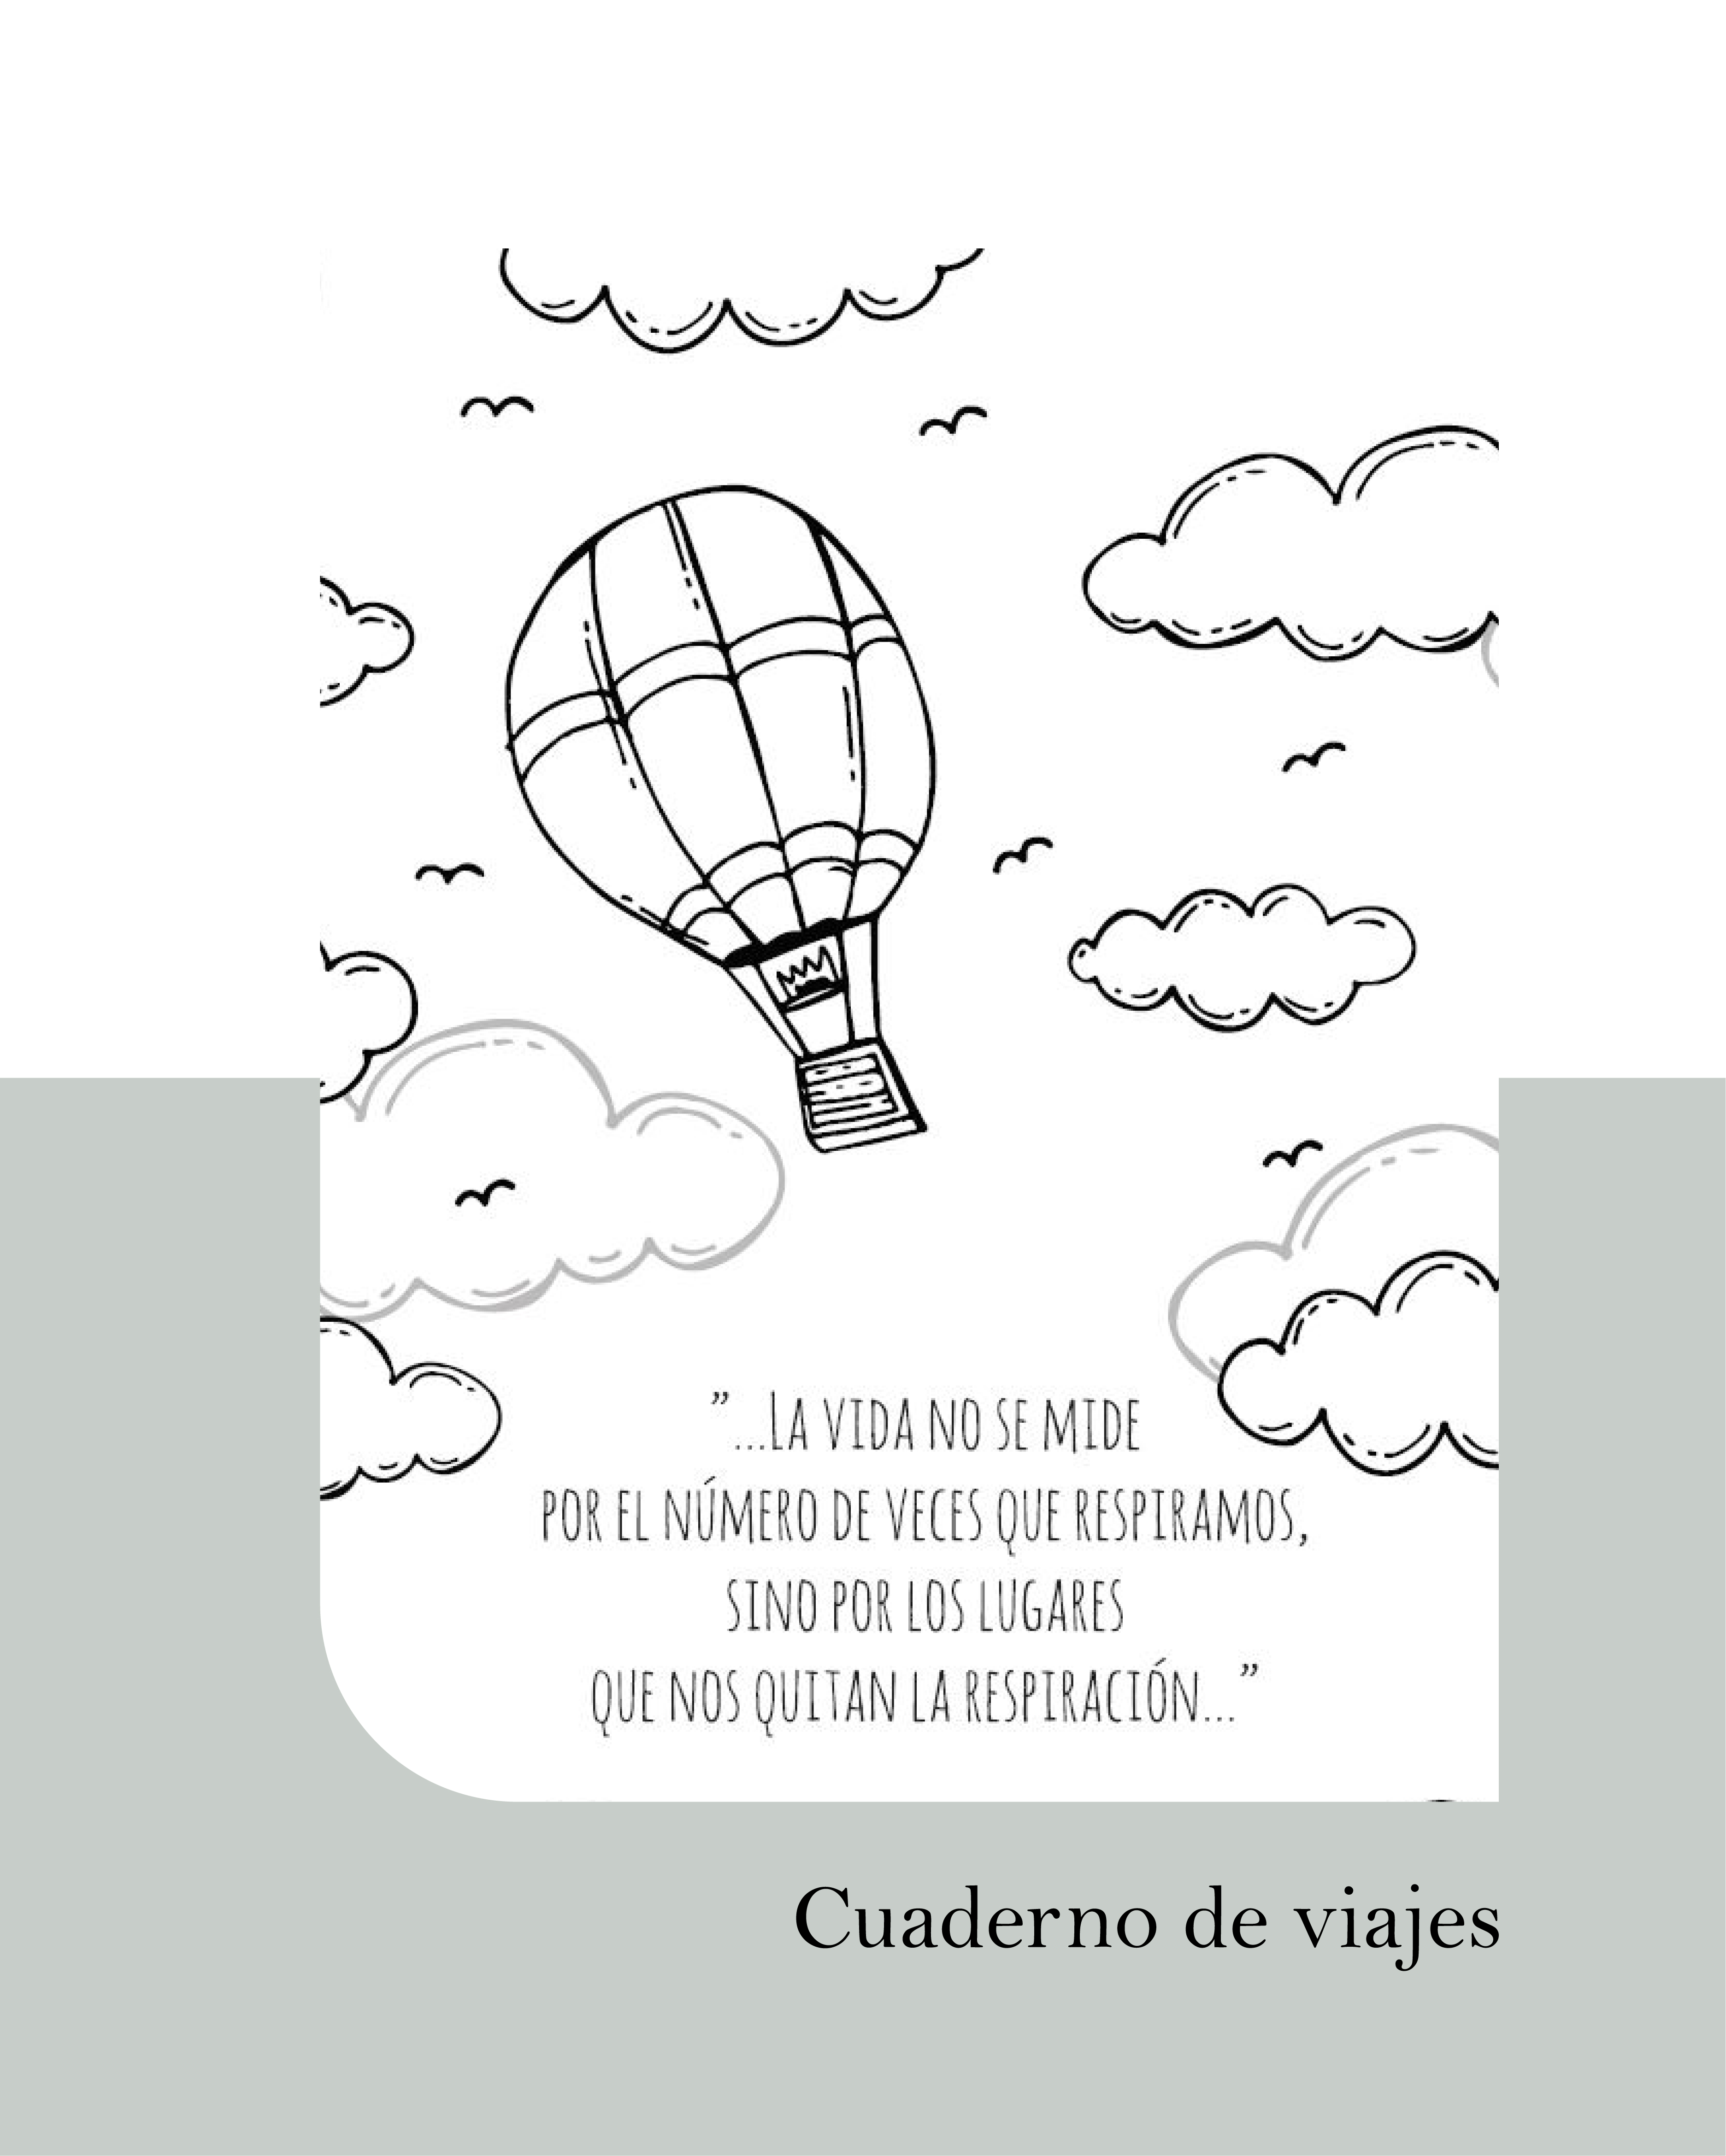 ”...LA VIDA NO SE MIDE
POR EL NÚMERO DE VECES QUE RESPIRAMOS,
SINO POR LOS LUGARES
QUE NOS QUITAN LA RESPIRACIÓN...”
Cuaderno de viajes